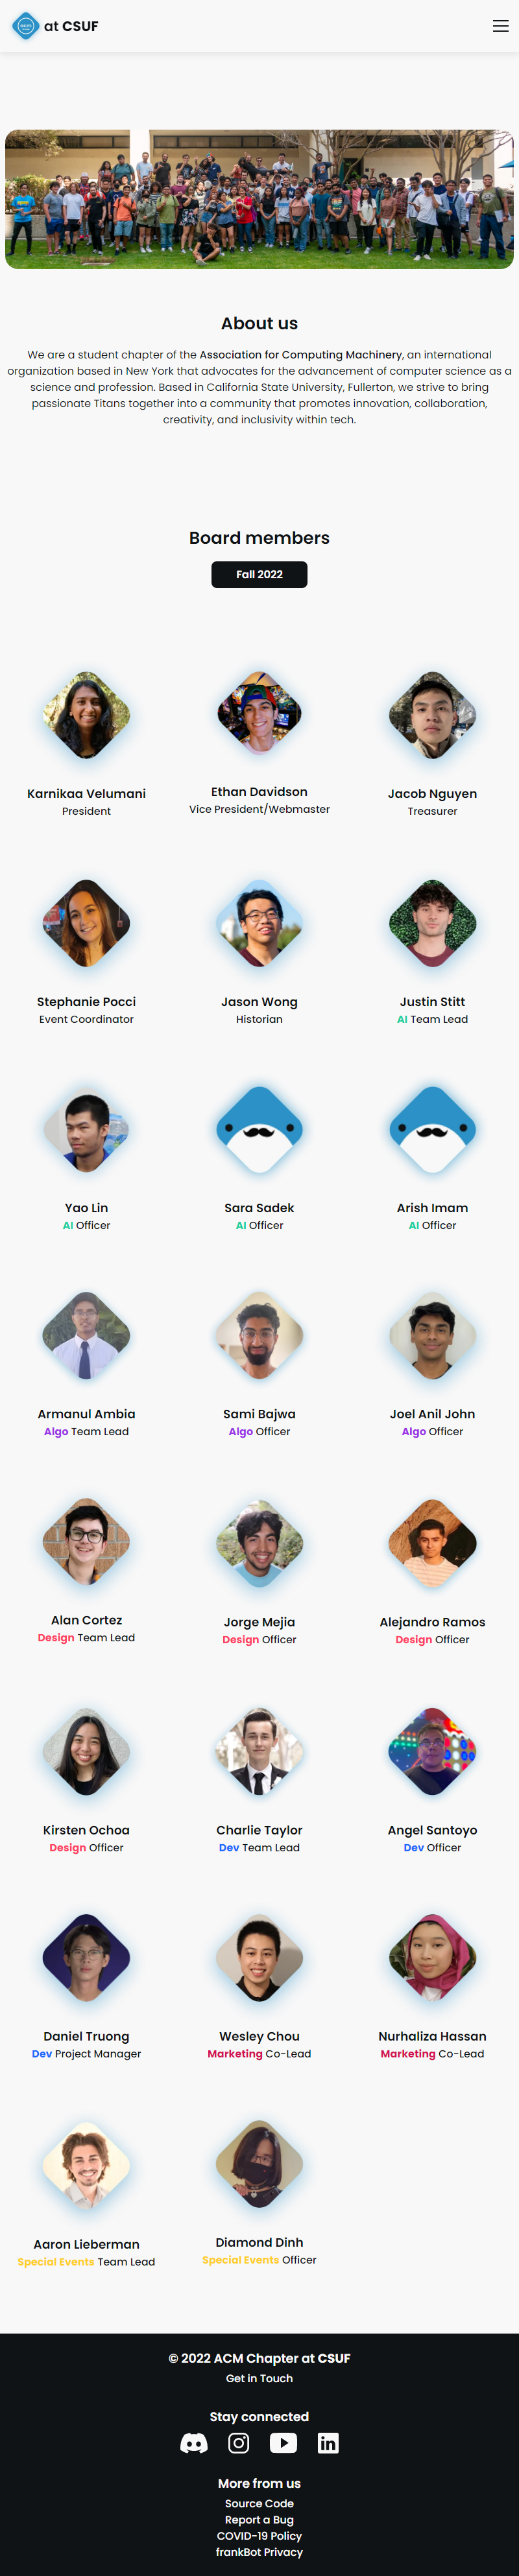 acm
at CSUF
About us
We are a student chapter of the Association for Computing Machinery, an international
organization based in New York that advocates for the advancement of computer science as a
science and profession. Based in California State University, Fullerton, we strive to bring
passionate Titans together into a community that promotes innovation, collaboration,
creativity, and inclusivity within tech.
Board members
Fall 2022
Karnikaa Velumani
President
Ethan Davidson
Vice President/Webmaster
Jacob Nguyen
Treasurer
Stephanie Pocci
Event Coordinator
Jason Wong
Historian
Justin Stitt
AI Team Lead
Yao Lin
AI Officer
Sara Sadek
AI Officer
Arish Imam
AI Officer
Armanul Ambia
Algo Team Lead
Sami Bajwa
Algo Officer
Joel Anil John
Algo Officer
Alan Cortez
Design Team Lead
Jorge Mejia
Design Officer
Alejandro Ramos
Design Officer
Kirsten Ochoa
Design Officer
Charlie Taylor
Dev Team Lead
Angel Santoyo
Dev Officer
Daniel Truong
Dev Project Manager
Wesley Chou
Marketing Co-Lead
Nurhaliza Hassan
Marketing Co-Lead
Aaron Lieberman
Special Events Team Lead
Diamond Dinh
Special Events Officer
© 2022 ACM Chapter at CSUF
Get in Touch
Stay connected
in
More from us
Source Code
Report a Bug
COVID-19 Policy
frankBot Privacy